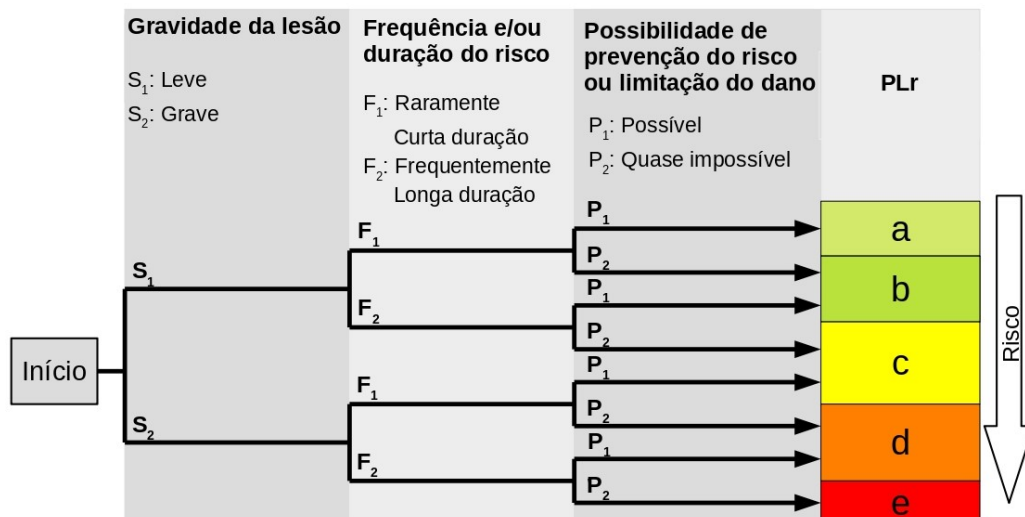 Gravidade da lesão
S1: Leve
S2: Grave
Frequência e/ou
duração do risco
F1: Raramente
Curta duração
F2: Frequentemente
Longa duração
Possibilidade de
prevenção do risco
ou limitação do dano
P1: Possível
P2: Quase impossível
PLr
Início
S1
S2
F1
F2
F1
F2
P1
P2
P1
P2
P1
P2
P1
P2
a
b
c
d
e
Risco